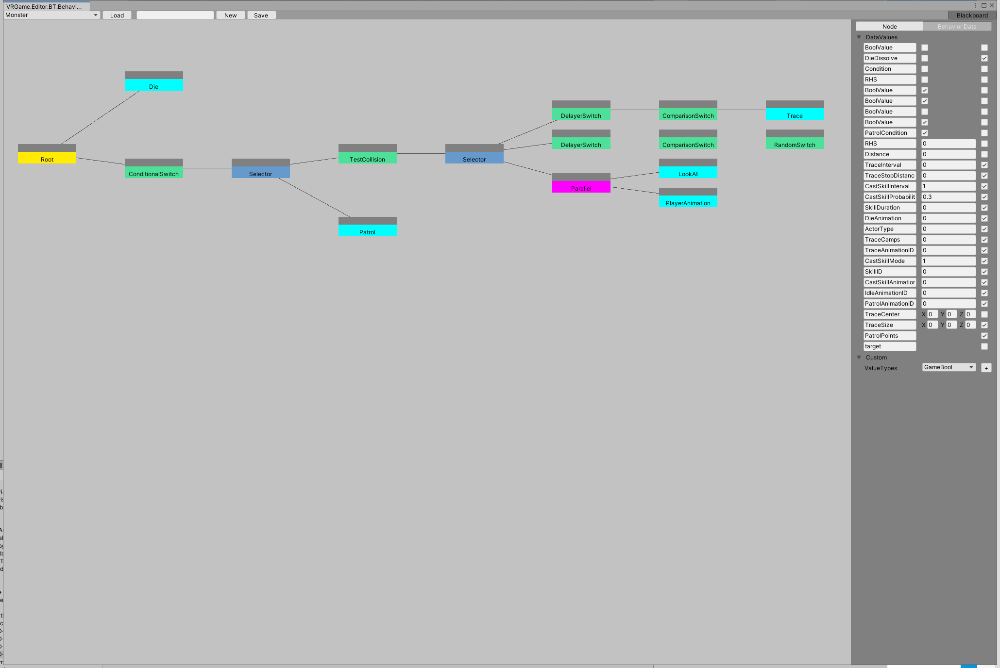 VRGame.Editor.BT.Behavi...
Monster Load New Save Blackboard
Node Behavior Data
DataValues
BoolValue
DieDissolve
Condition
RHS
BoolValue
BoolValue
BoolValue
BoolValue
PatrolCondition
RHS 0
Distance 0
TraceInterval 0
TraceStopDistanc 0
CastSkillInterval 1
CastSkillProbabilit 0.3
SkillDuration 0
DieAnimation 0
ActorType 0
TraceCamps 0
TraceAnimationID 0
CastSkillMode 1
SkillID 0
CastSkillAnimation 0
IdleAnimationID 0
PatrolAnimationID 0
TraceCenter X 0 Y 0 Z 0
TraceSize X 0 Y 0 Z 0
PatrolPoints
target
Custom
ValueTypes GameBool +
Die
Root
ConditionalSwitch
Selector
TestCollision
Patrol
Selector
DelayerSwitch ComparisonSwitch Trace
DelayerSwitch ComparisonSwitch RandomSwitch
Parallel
LookAt
PlayerAnimation